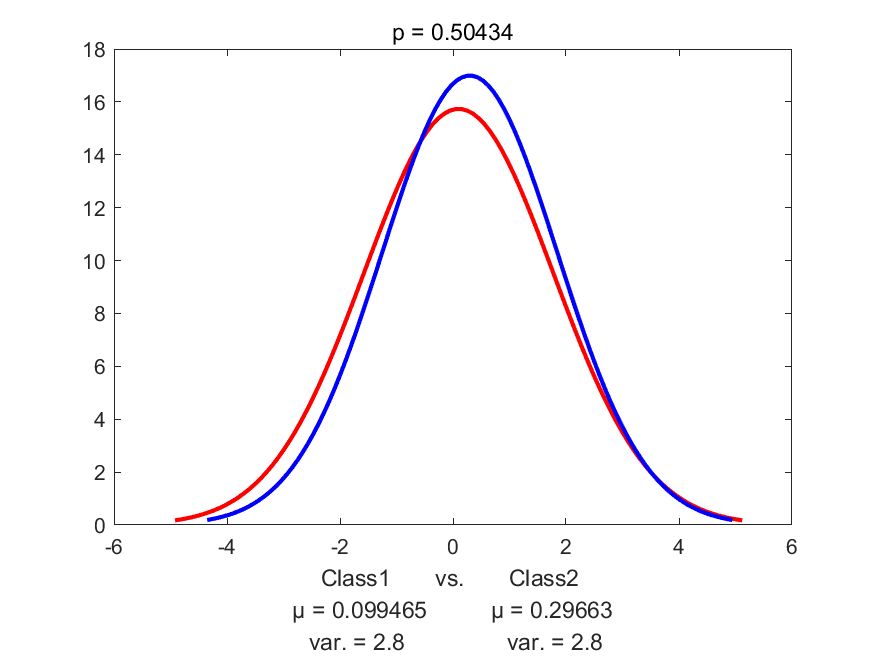 p = 0.50434
18
16
14
12
10
8
6
4
2
0
-6 -4 -2 0 2 4 6
Class1 vs. Class2
μ = 0.099465 μ = 0.29663
var. = 2.8 var. = 2.8